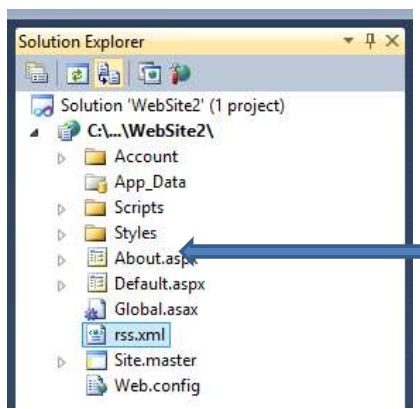 Solution Explorer
Solution 'WebSite2' (1 project)
C:\...\WebSite2\
Account
App_Data
Scripts
Styles
About.aspx
Default.aspx
Global.asax
rss.xml
Site.master
Web.config